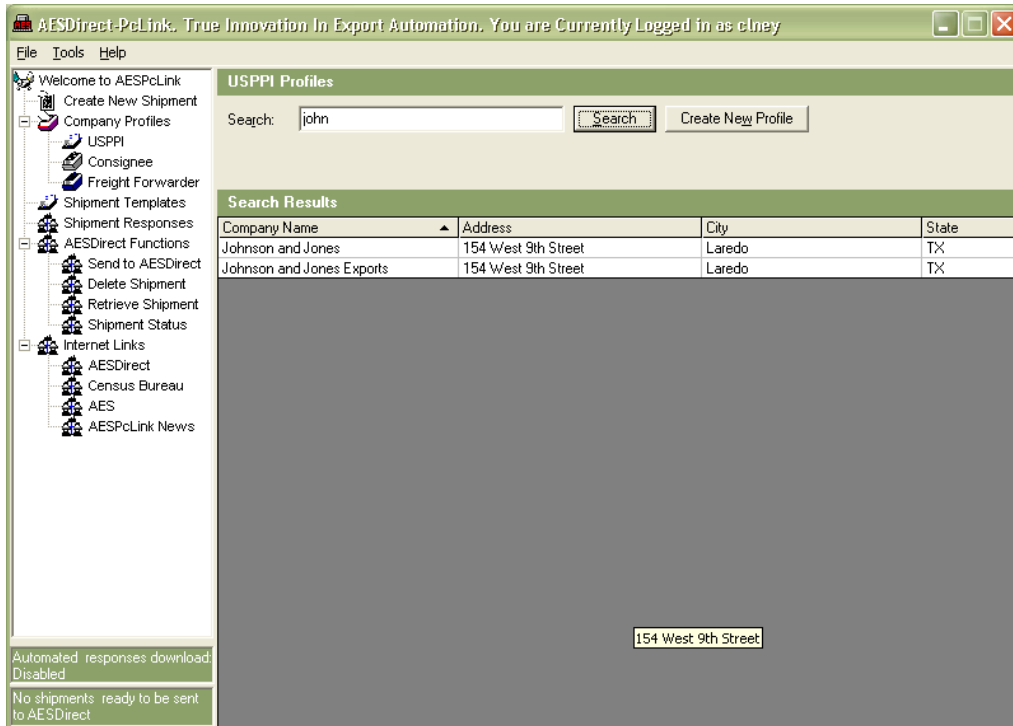 AESDirect-PcLink. True Innovation In Export Automation. You are Currently Logged in as clney
File Tools Help
Welcome to AESPcLink
Create New Shipment
Company Profiles
USPPI
Consignee
Freight Forwarder
Shipment Templates
Shipment Responses
AESDirect Functions
Send to AESDirect
Delete Shipment
Retrieve Shipment
Shipment Status
Internet Links
AESDirect
Census Bureau
AES
AESPcLink News
Automated responses download:
Disabled
No shipments ready to be sent
to AESDirect
USPPI Profiles
Search: john Search Create New Profile
Search Results
Company Name Address City State
Johnson and Jones 154 West 9th Street Laredo TX
Johnson and Jones Exports 154 West 9th Street Laredo TX
154 West 9th Street